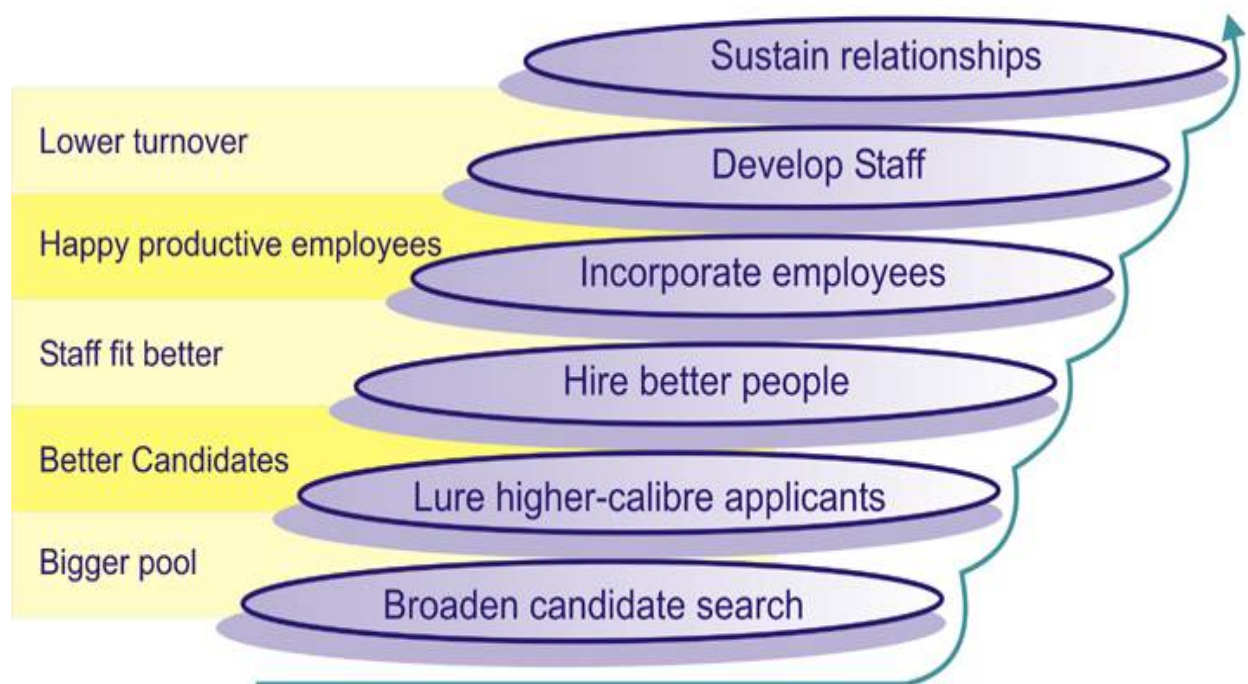 Sustain relationships
Lower turnover
Develop Staff
Happy productive employees
Incorporate employees
Staff fit better
Hire better people
Better Candidates
Lure higher-calibre applicants
Bigger pool
Broaden candidate search